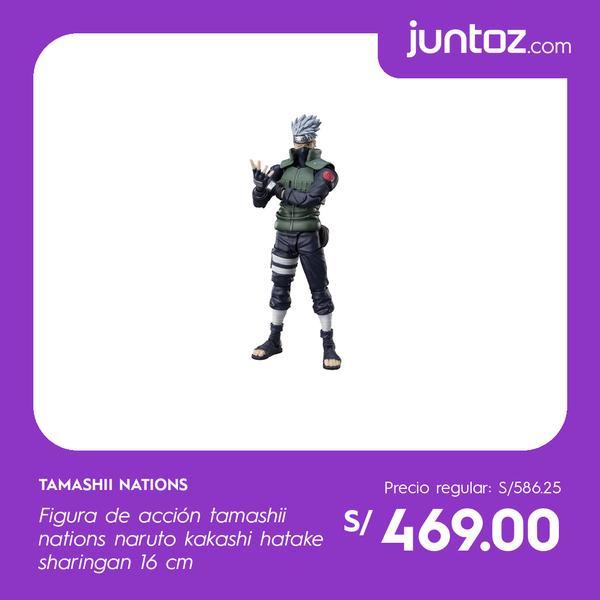 juntoz.com
TAMASHII NATIONS
Figura de acción tamashii
nations naruto kakashi hatake
sharingan 16 cm
Precio regular: S/586.25
S/ 469.00